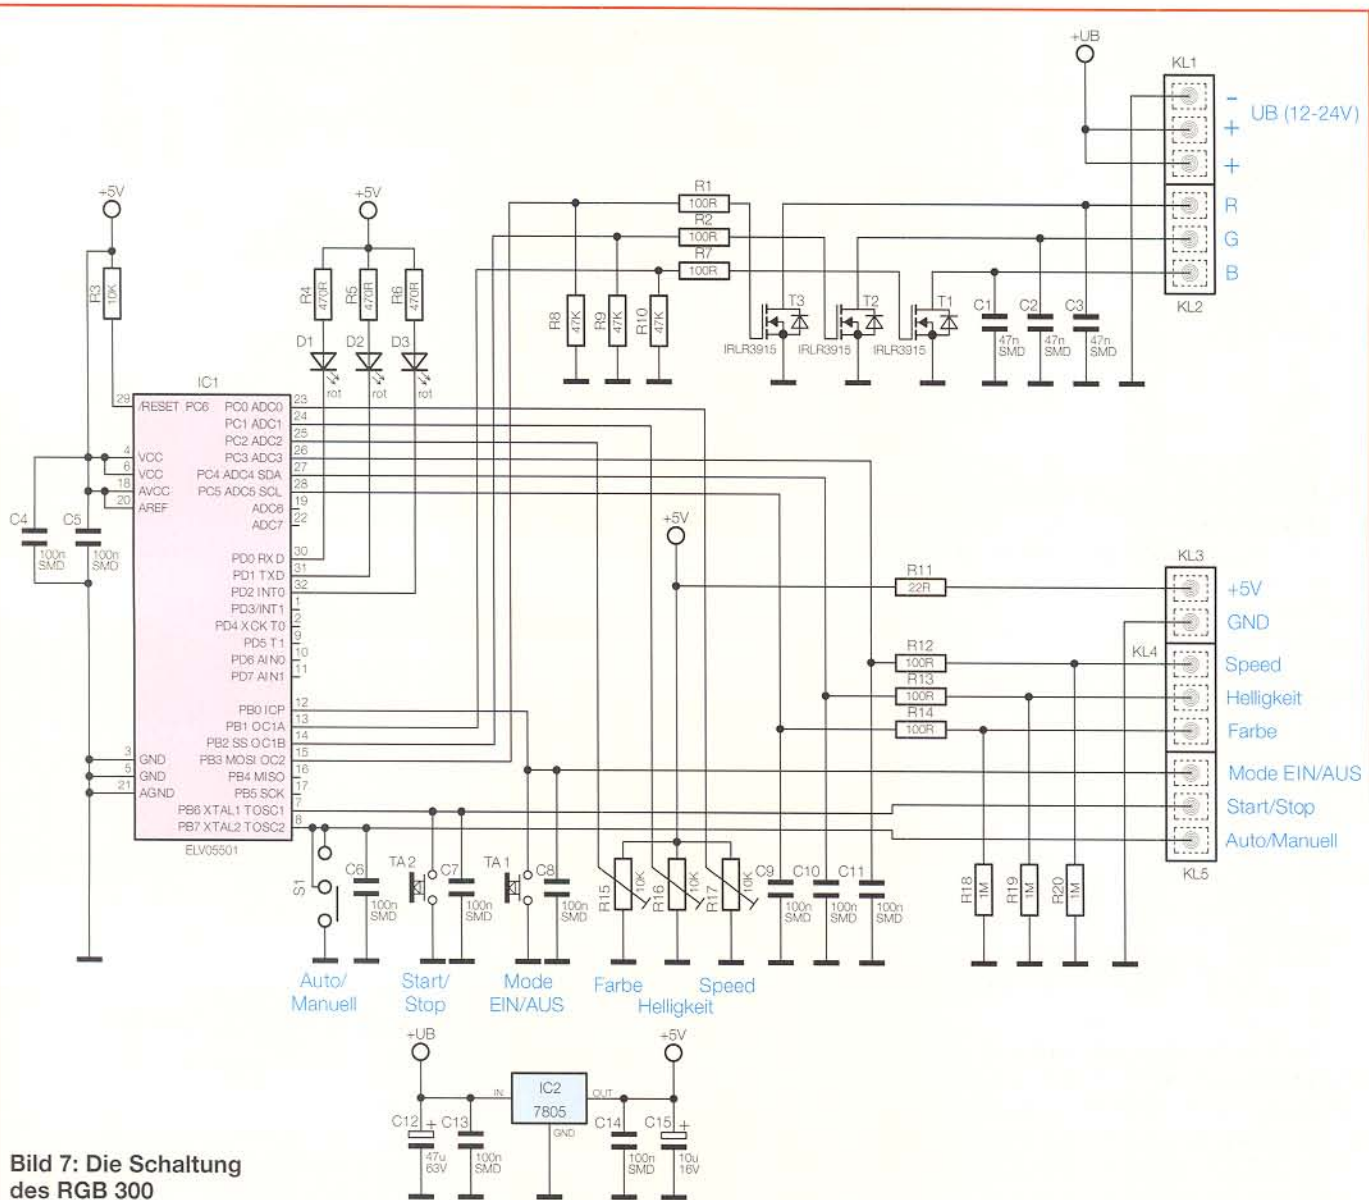 +UB
KL1
-
+
+
UB (12-24V)
R
G
B
KL2
+5V
+5V
R1
100R
R2
100R
R7
100R
R3
10K
R4
470R
R5
470R
R6
470R
R8
47K
R9
47K
R10
47K
D1
rot
D2
rot
D3
rot
T3
IRLR3915
T2
IRLR3915
T1
IRLR3915
C1
47n
SMD
C2
47n
SMD
C3
47n
SMD
IC1
29 /RESET PC6
4 VCC
6 VCC
18 AVCC
20 AREF
3 GND
5 GND
21 AGND
PC0 ADC0 23
PC1 ADC1 24
PC2 ADC2 25
PC3 ADC3 26
PC4 ADC4 SDA 27
PC5 ADC5 SCL 28
ADC6 19
ADC7 22
PD0 RXD 30
PD1 TXD 31
PD2 INT0 32
PD3/INT1 1
PD4 XCK T0 2
PD5 T1 9
PD6 AIN0 10
PD7 AIN1 11
PB0 ICP 12
PB1 OC1A 13
PB2 SS OC1B 14
PB3 MOSI OC2 15
PB4 MISO 16
PB5 SCK 17
PB6 XTAL1 TOSC1 7
PB7 XTAL2 TOSC2 8
ELV05501
C4
100n
SMD
C5
100n
SMD
+5V
R11
22R
R12
100R
R13
100R
R14
100R
KL3
+5V
GND
KL4
Speed
Helligkeit
Farbe
Mode EIN/AUS
Start/Stop
Auto/Manuell
KL5
S1
C6
100n
SMD
TA2
C7
100n
SMD
TA1
C8
100n
SMD
R15
10K
R16
10K
R17
10K
C9
100n
SMD
C10
100n
SMD
C11
100n
SMD
R18
1M
R19
1M
R20
1M
Auto/
Manuell
Start/
Stop
Mode
EIN/AUS
Farbe
Helligkeit
Speed
+UB
+5V
IN
IC2
7805
OUT
GND
C12
+
47u
63V
C13
100n
SMD
C14
100n
SMD
C15
+
10u
16V
Bild 7: Die Schaltung
des RGB 300